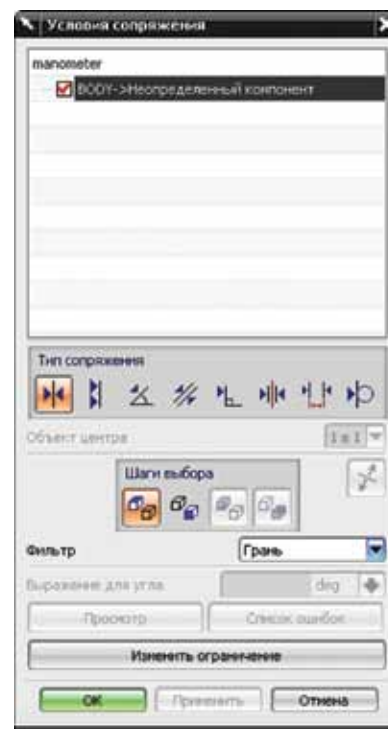 Условия сопряжения
manometer
BODY->Неопределенный компонент
Тип сопряжения
Объект центра 1 в 1
Шаги выбора
Фильтр Грань
Выражение для угла deg
Просмотр Список ошибок
Изменить ограничение
OK Применить Отмена